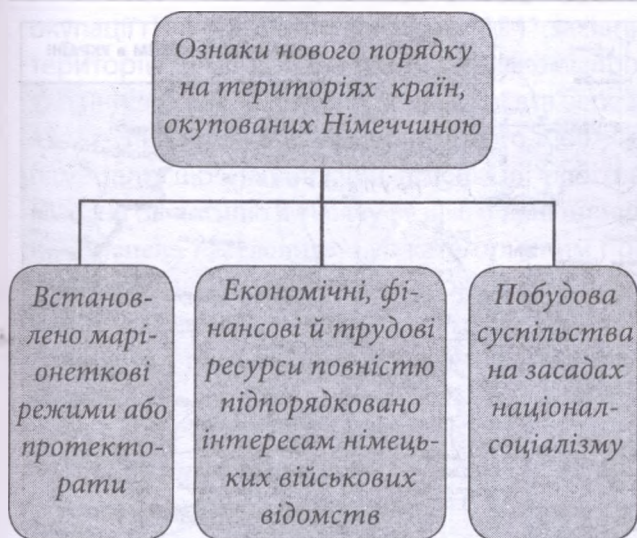 Ознаки нового порядку
на територіях країн,
окупованих Німеччиною
Встанов-
лено марі-
онеткові
режими або
протекто-
рати
Економічні, фі-
нансові й трудові
ресурси повністю
підпорядковано
інтересам німець-
ких військових
відомств
Побудова
суспільства
на засадах
націонал-
соціалізму